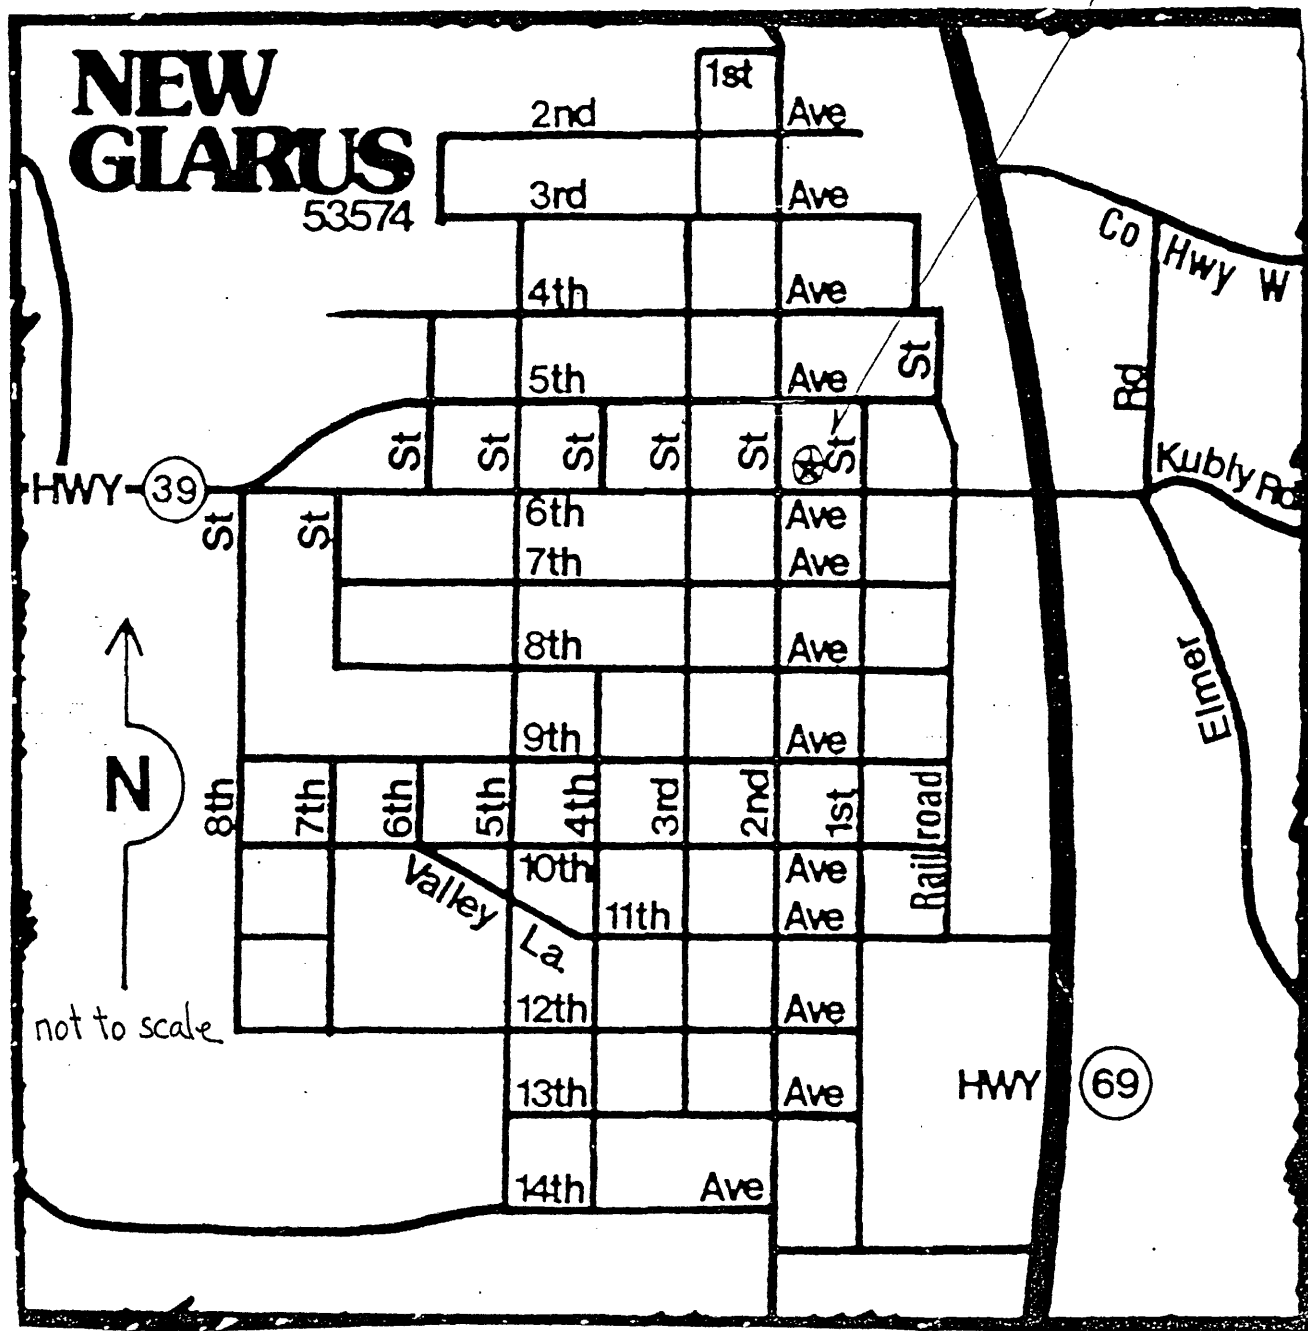 NEW
GLARUS
53574
1st
2nd Ave
3rd Ave
Co Hwy W
4th Ave
St
5th Ave
Rd
St St St St St St
Kubly Rd
HWY 39
St St
6th Ave
7th Ave
8th Ave
Elmer
9th Ave
N
8th 7th 6th 5th 4th 3rd 2nd 1st Railroad
10th Ave
Valley La
11th Ave
12th Ave
not to scale
13th Ave
HWY 69
14th Ave